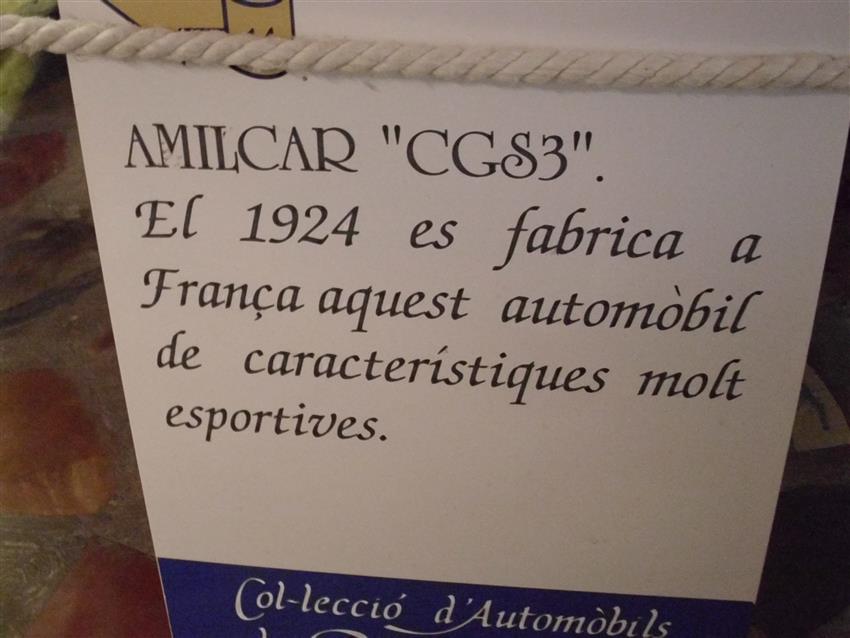 AMILCAR "CGS3".
El 1924 es fabrica a
França aquest automòbil
de característiques molt
esportives.
Col-lecció d'Automòbils